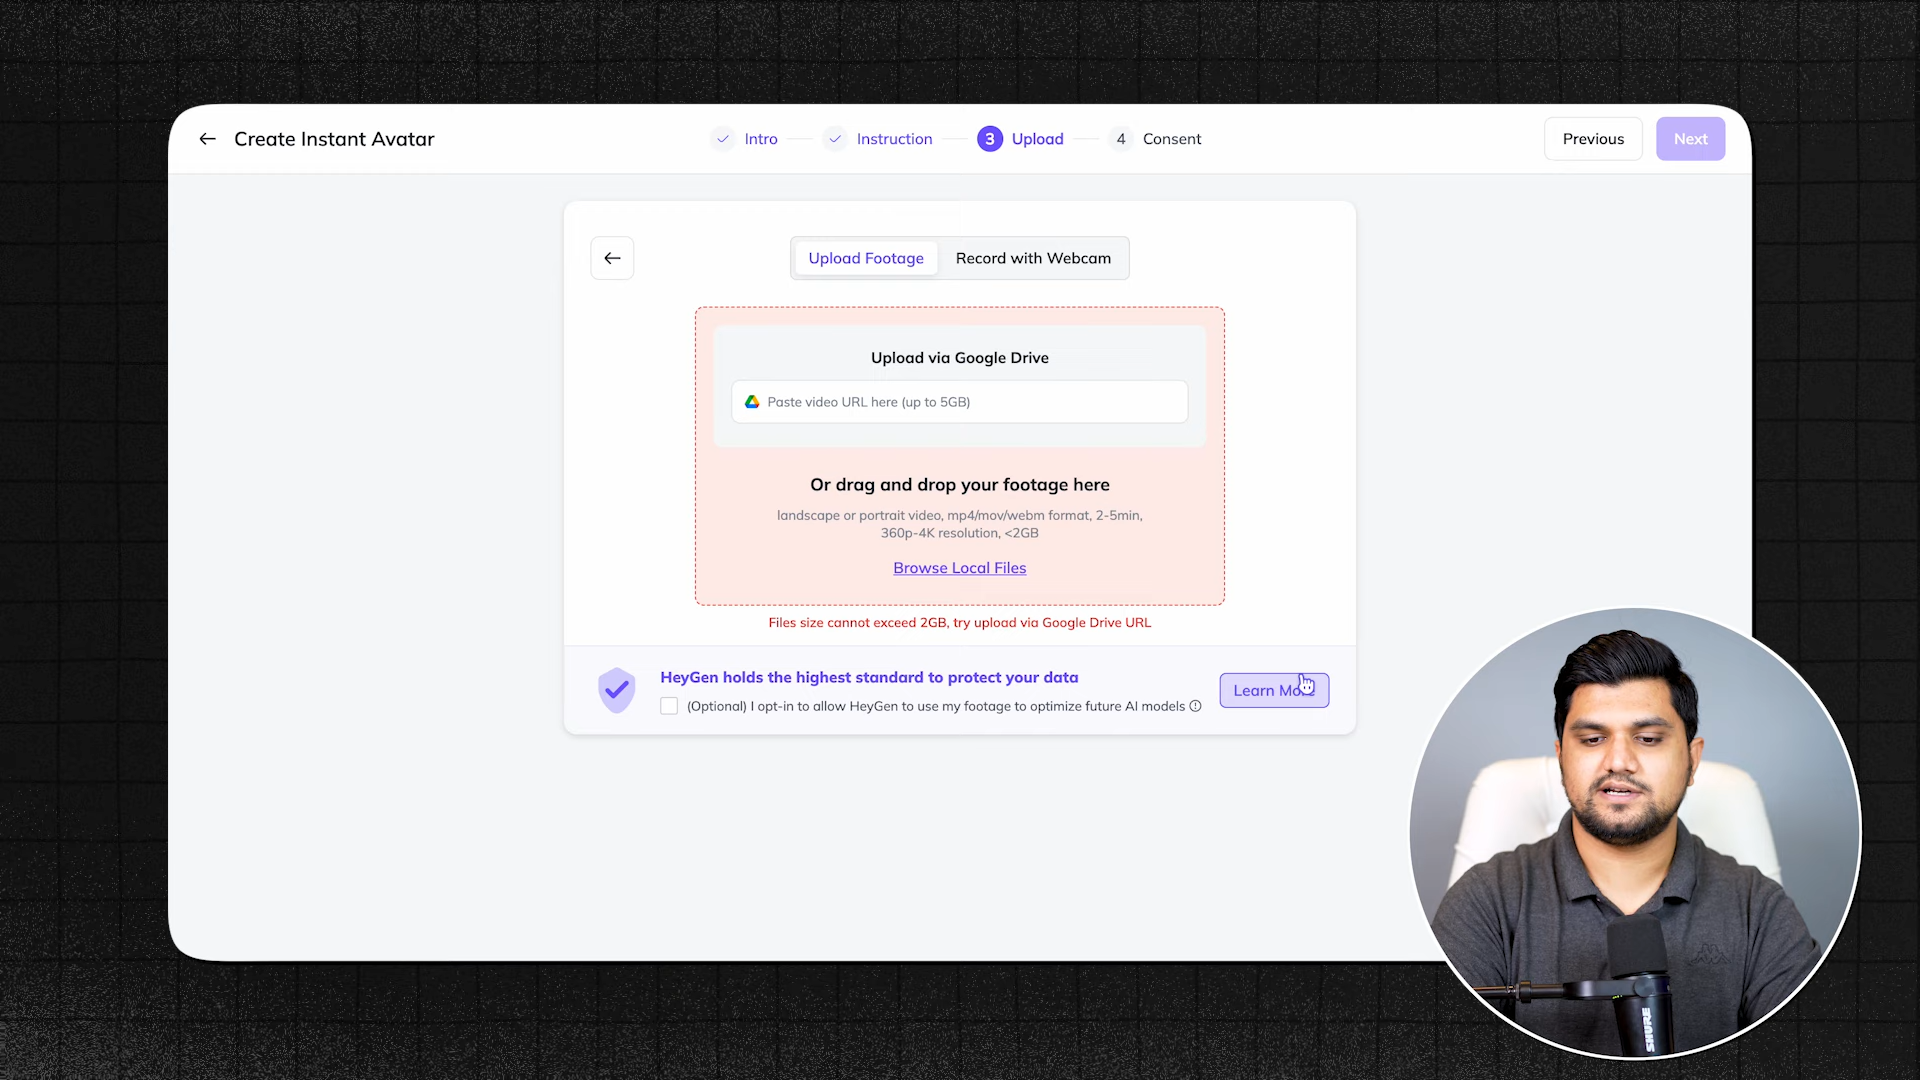 Create Instant Avatar
Intro
Instruction
3 Upload
4 Consent
Previous
Next
Upload Footage
Record with Webcam
Upload via Google Drive
Paste video URL here (up to 5GB)
Or drag and drop your footage here
landscape or portrait video, mp4/mov/webm format, 2-5min,
360p-4K resolution, <2GB
Browse Local Files
Files size cannot exceed 2GB, try upload via Google Drive URL
HeyGen holds the highest standard to protect your data
(Optional) I opt-in to allow HeyGen to use my footage to optimize future AI models
Learn More
SHURE